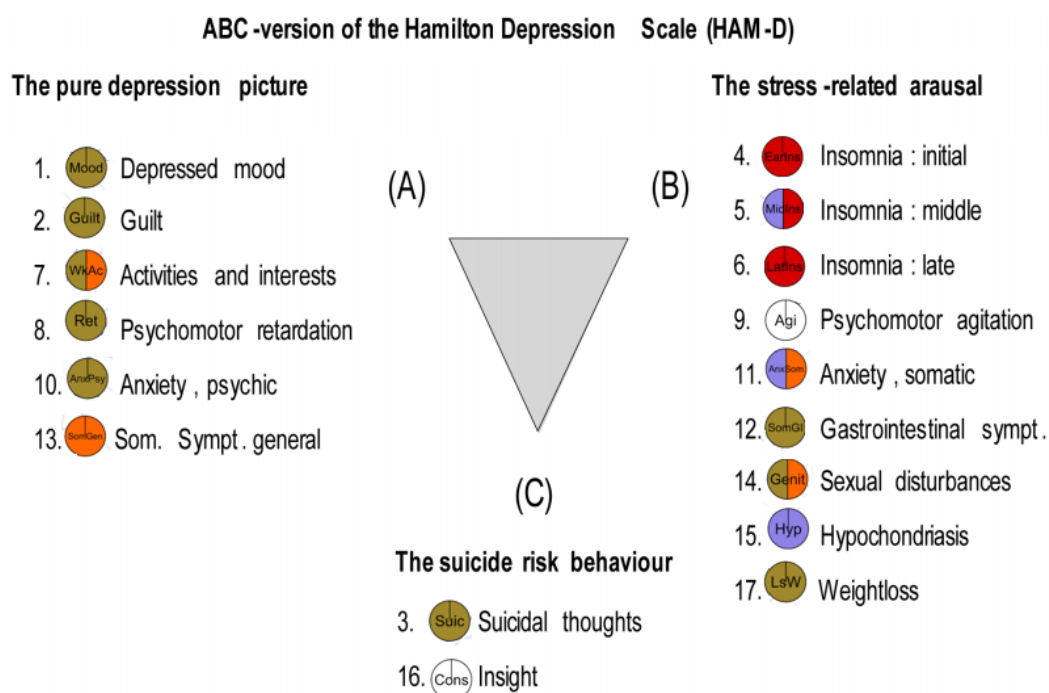 ABC -version of the Hamilton Depression Scale (HAM -D)
The pure depression picture
1. Mood Depressed mood
2. Guilt Guilt
7. WkAc Activities and interests
8. Ret Psychomotor retardation
10. AnxPsy Anxiety , psychic
13. SomGen Som. Sympt. general
(A)
(B)
The stress -related arausal
4. EarIns Insomnia : initial
5. MidIns Insomnia : middle
6. LatIns Insomnia : late
9. Agi Psychomotor agitation
11. AnxSom Anxiety , somatic
12. SomGI Gastrointestinal sympt.
14. Genit Sexual disturbances
15. Hyp Hypochondriasis
17. LsW Weightloss
(C)
The suicide risk behaviour
3. Suic Suicidal thoughts
16. Cons Insight